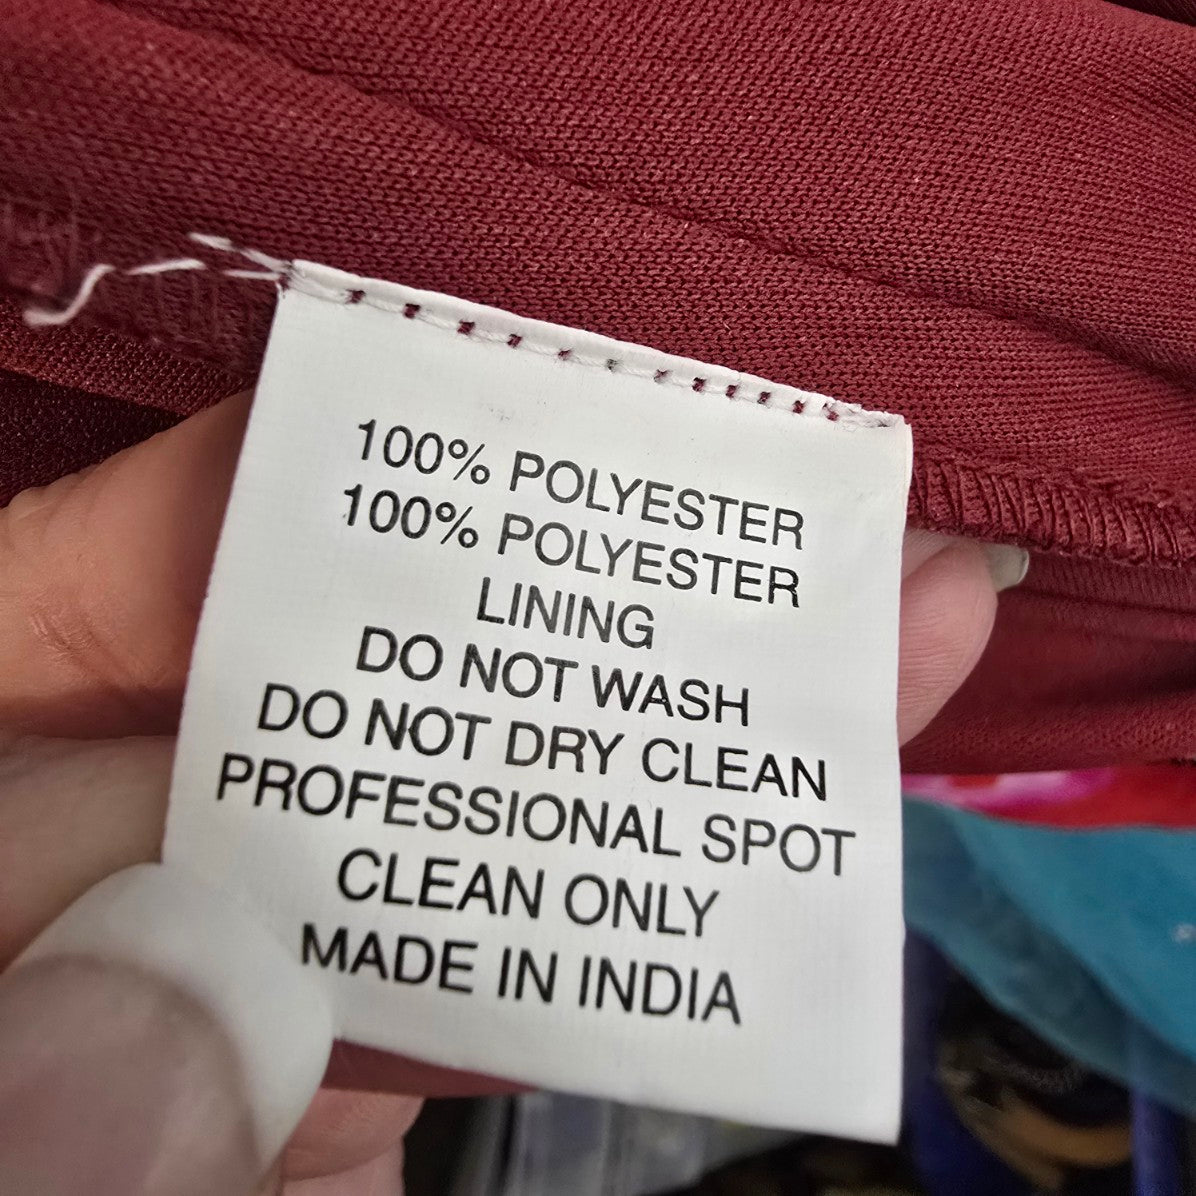 100% POLYESTER
100% POLYESTER
LINING
DO NOT WASH
DO NOT DRY CLEAN
PROFESSIONAL SPOT
CLEAN ONLY
MADE IN INDIA